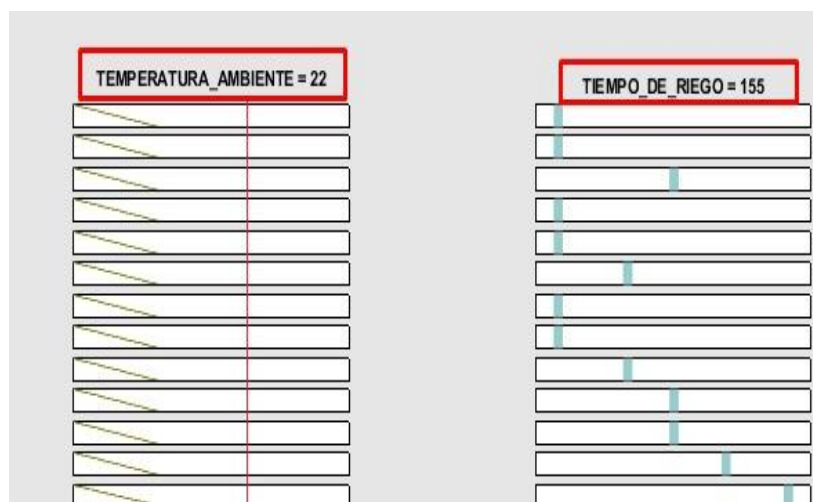 TEMPERATURA_AMBIENTE = 22
TIEMPO_DE_RIEGO = 155